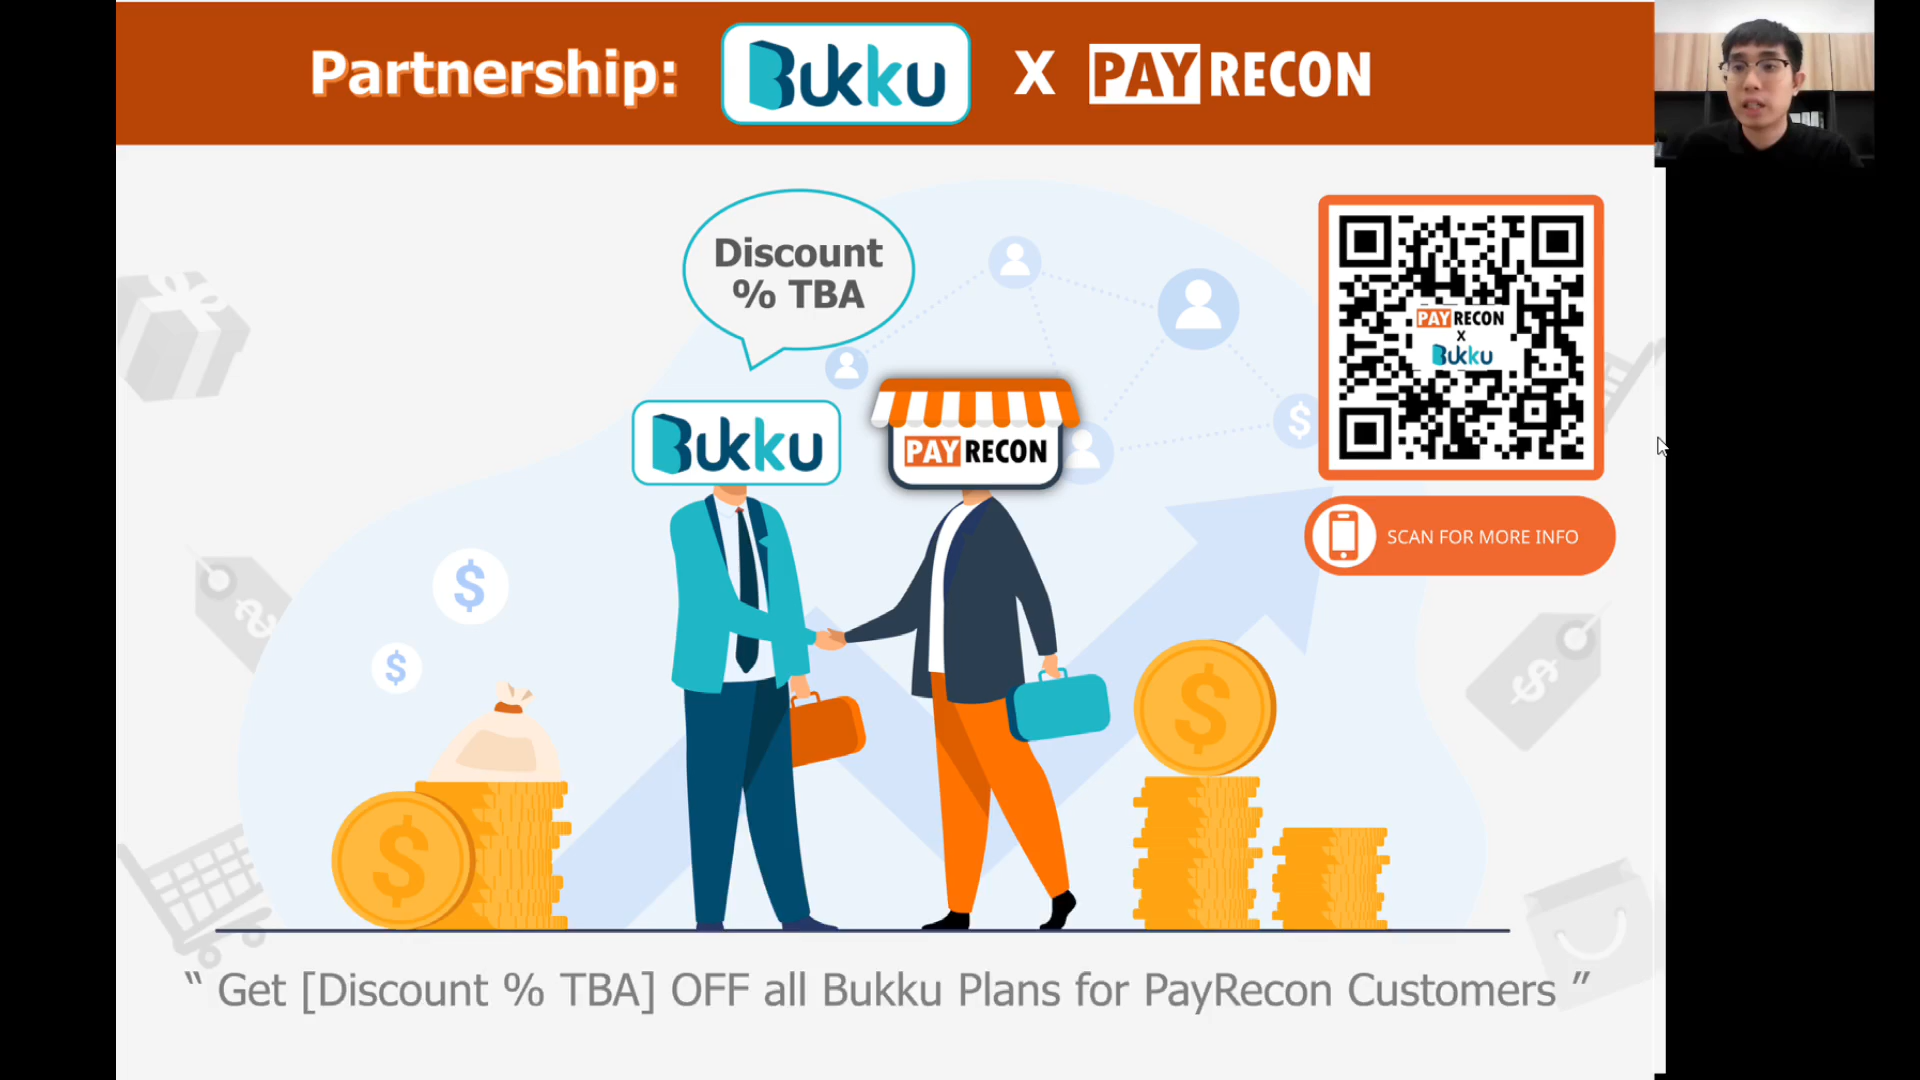 Partnership: Bukku X PAYRECON
Discount
% TBA
PAYRECON
X
Bukku
Bukku
PAYRECON
SCAN FOR MORE INFO
$
$
$
$
$
$
$
“ Get [Discount % TBA] OFF all Bukku Plans for PayRecon Customers ”